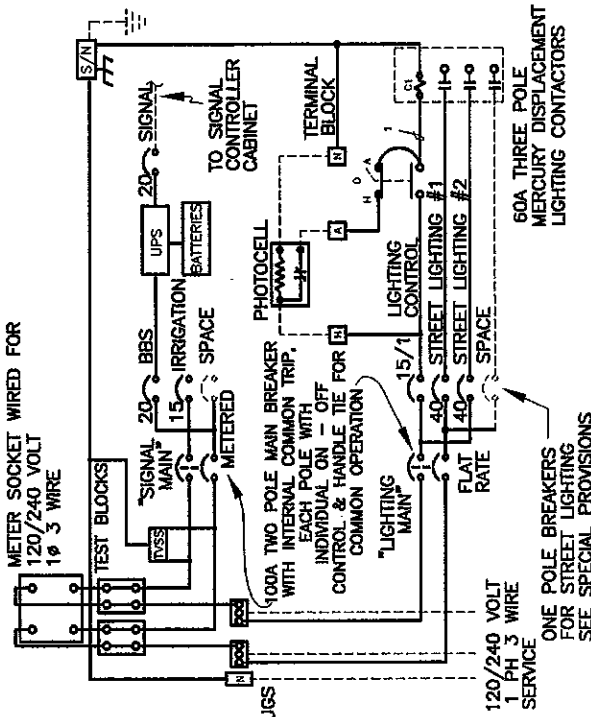 METER SOCKET WIRED FOR
120/240 VOLT
1ø 3 WIRE
TEST BLOCKS
TVSS
S/N
"SIGNAL
MAIN"
METERED
20
BBS
15
IRRIGATION
SPACE
UPS
BATTERIES
20
SIGNAL
TO SIGNAL
CONTROLLER
CABINET
100A TWO POLE MAIN BREAKER
WITH INTERNAL COMMON TRIP,
EACH POLE WITH
INDIVIDUAL ON - OFF
CONTROL & HANDLE TIE FOR
COMMON OPERATION
PHOTOCELL
TERMINAL
BLOCK
N
A
H
H
O
A
"LIGHTING
MAIN"
FLAT
RATE
15/1
LIGHTING
CONTROL
40
STREET LIGHTING #1
40
STREET LIGHTING #2
SPACE
C1
60A THREE POLE
MERCURY DISPLACEMENT
LIGHTING CONTACTORS
N
UGS
120/240 VOLT
1 PH 3 WIRE
SERVICE
ONE POLE BREAKERS
FOR STREET LIGHTING
SEE SPECIAL PROVISIONS